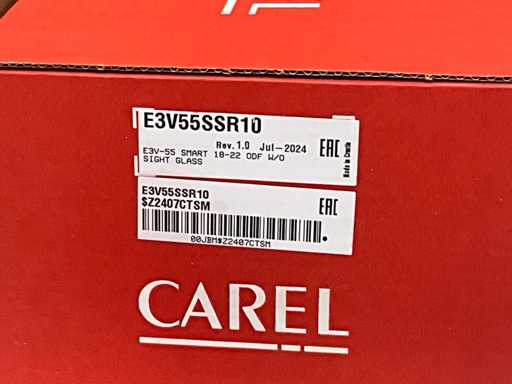 E3V55SSR10
Rev.1.0 Jul-2024
E3V-55 SMART 18-22 ODF W/O
SIGHT GLASS
EAC
Made in Croatia
E3V55SSR10
$Z2407CTSM
EAC
00JBM$Z2407CTSM
CAREL